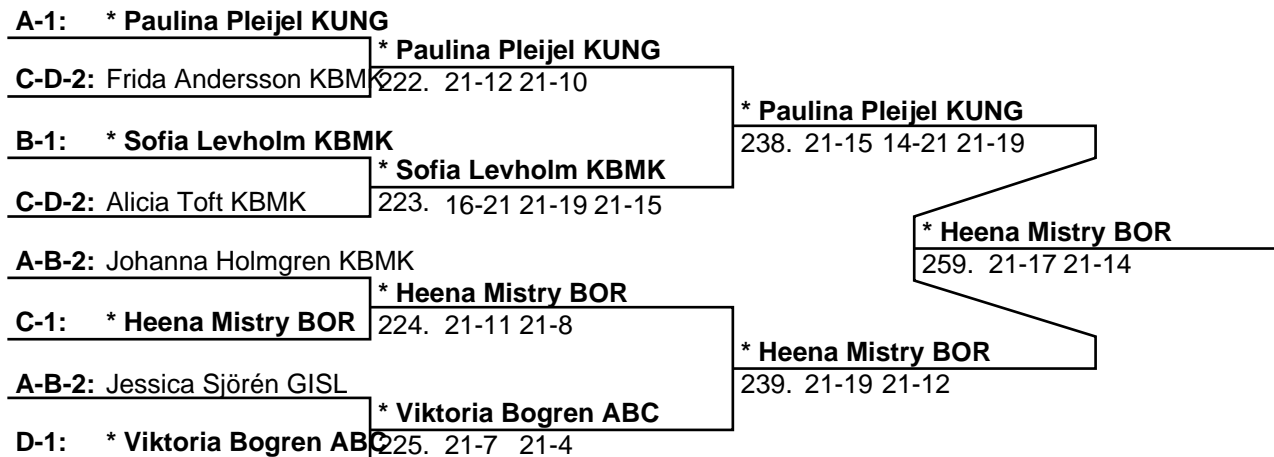 A-1: * Paulina Pleijel KUNG
* Paulina Pleijel KUNG
C-D-2: Frida Andersson KBMK
222. 21-12 21-10
* Paulina Pleijel KUNG
B-1: * Sofia Levholm KBMK
238. 21-15 14-21 21-19
* Sofia Levholm KBMK
C-D-2: Alicia Toft KBMK
223. 16-21 21-19 21-15
* Heena Mistry BOR
A-B-2: Johanna Holmgren KBMK
259. 21-17 21-14
* Heena Mistry BOR
C-1: * Heena Mistry BOR
224. 21-11 21-8
* Heena Mistry BOR
A-B-2: Jessica Sjörén GISL
239. 21-19 21-12
* Viktoria Bogren ABC
D-1: * Viktoria Bogren ABC
225. 21-7 21-4